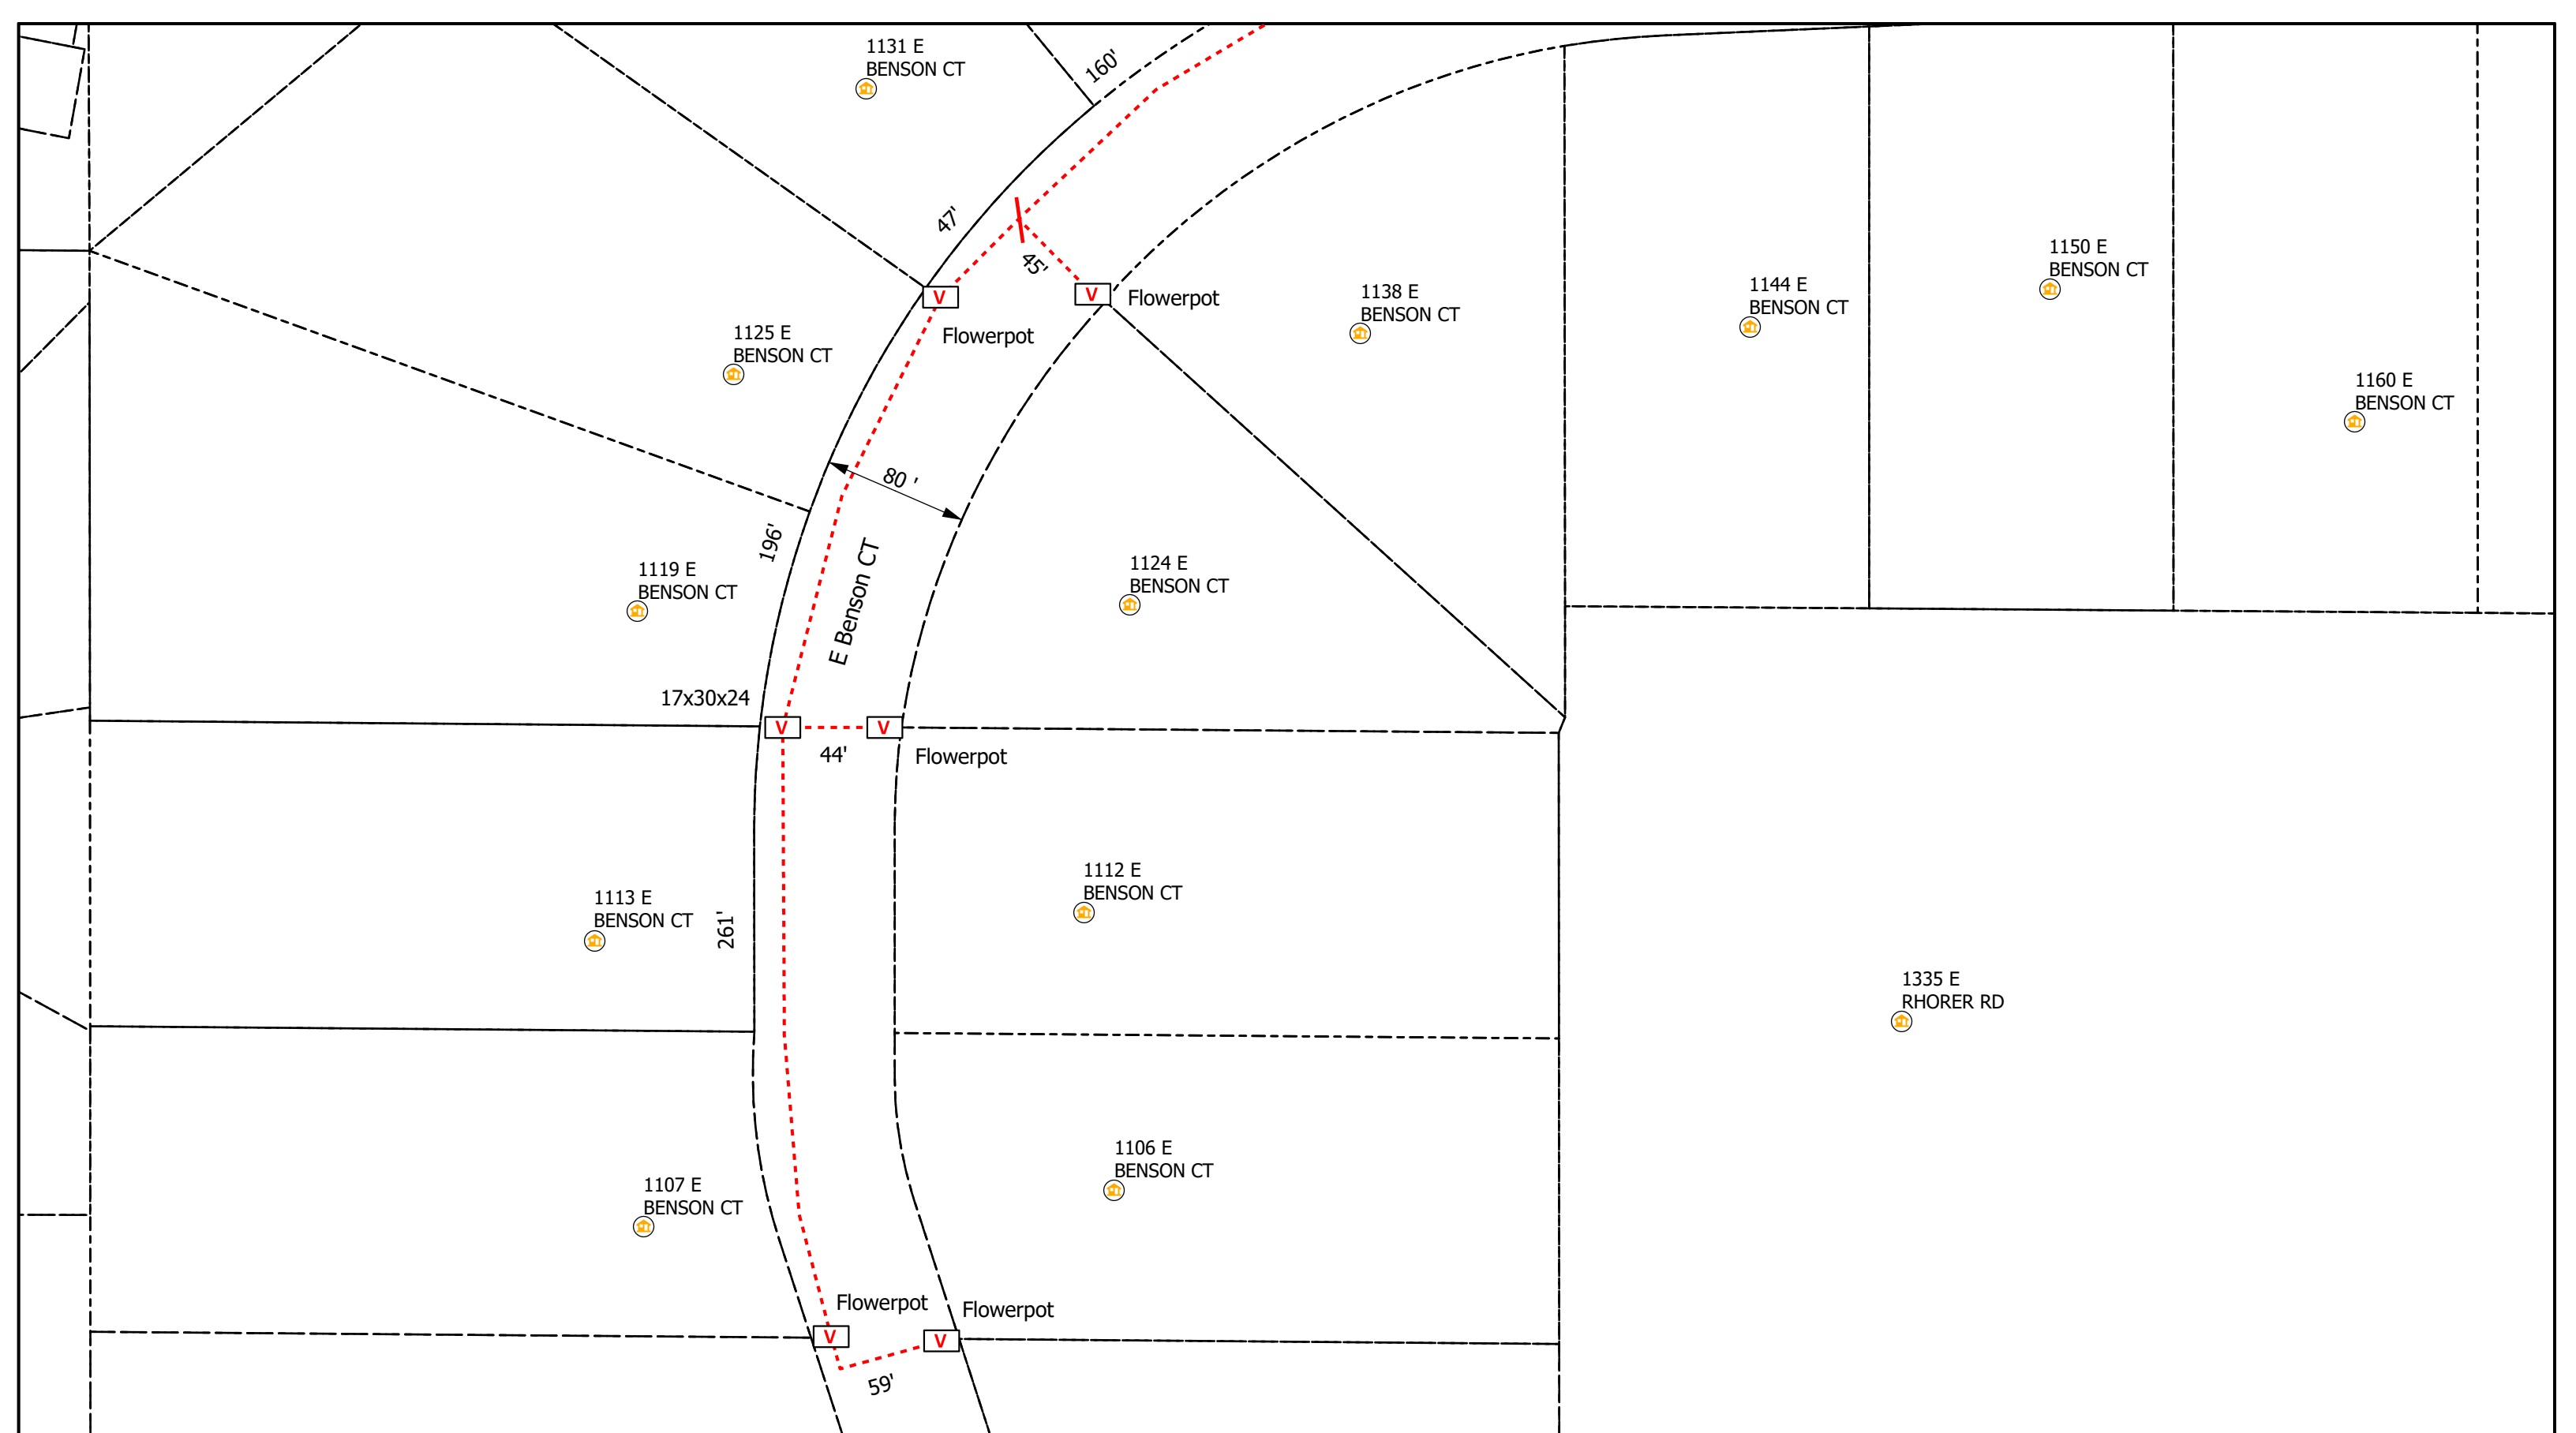 1131 E
BENSON CT
160'
47'
45'
V
V
Flowerpot
Flowerpot
1138 E
BENSON CT
1144 E
BENSON CT
1150 E
BENSON CT
1160 E
BENSON CT
1125 E
BENSON CT
80 '
196'
E Benson CT
1119 E
BENSON CT
1124 E
BENSON CT
17x30x24
V
V
44'
Flowerpot
1113 E
BENSON CT
261'
1112 E
BENSON CT
1335 E
RHORER RD
1107 E
BENSON CT
1106 E
BENSON CT
Flowerpot
Flowerpot
V
V
59'